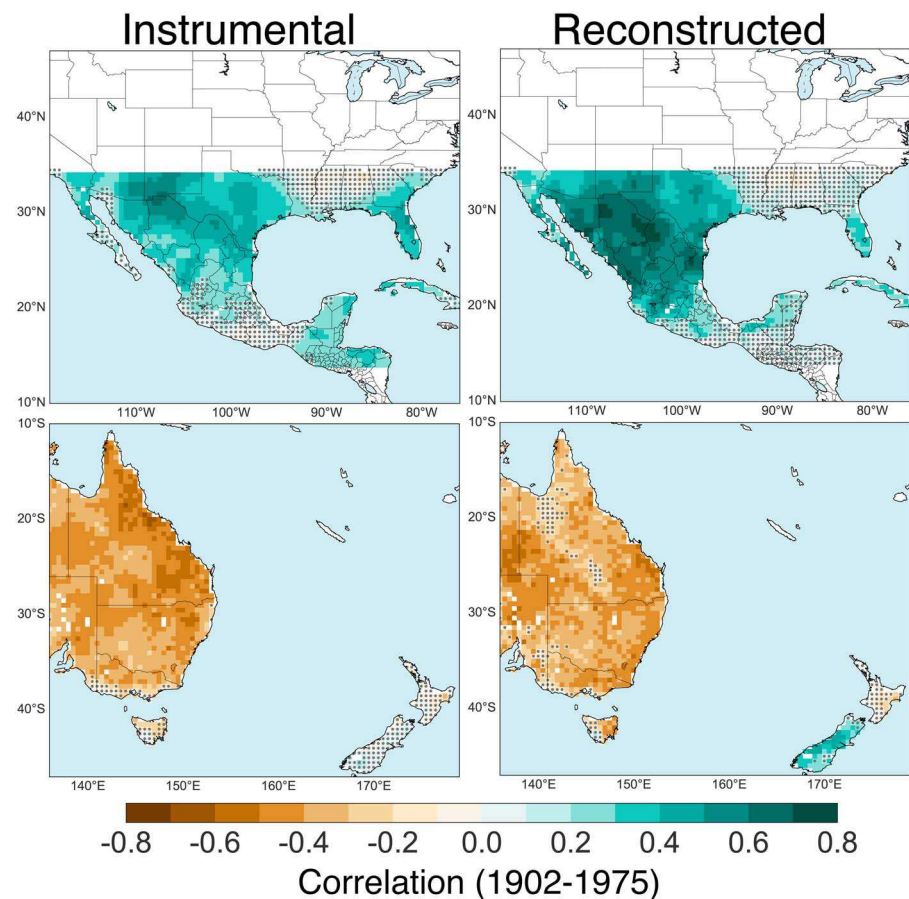 Instrumental Reconstructed
40°N 40°N
30°N 30°N
20°N 20°N
10°N 10°N
110°W 100°W 90°W 80°W 110°W 100°W 90°W 80°W
10°S 10°S
20°S 20°S
30°S 30°S
40°S 40°S
140°E 150°E 160°E 170°E 140°E 150°E 160°E 170°E
-0.8 -0.6 -0.4 -0.2 0.0 0.2 0.4 0.6 0.8
Correlation (1902-1975)